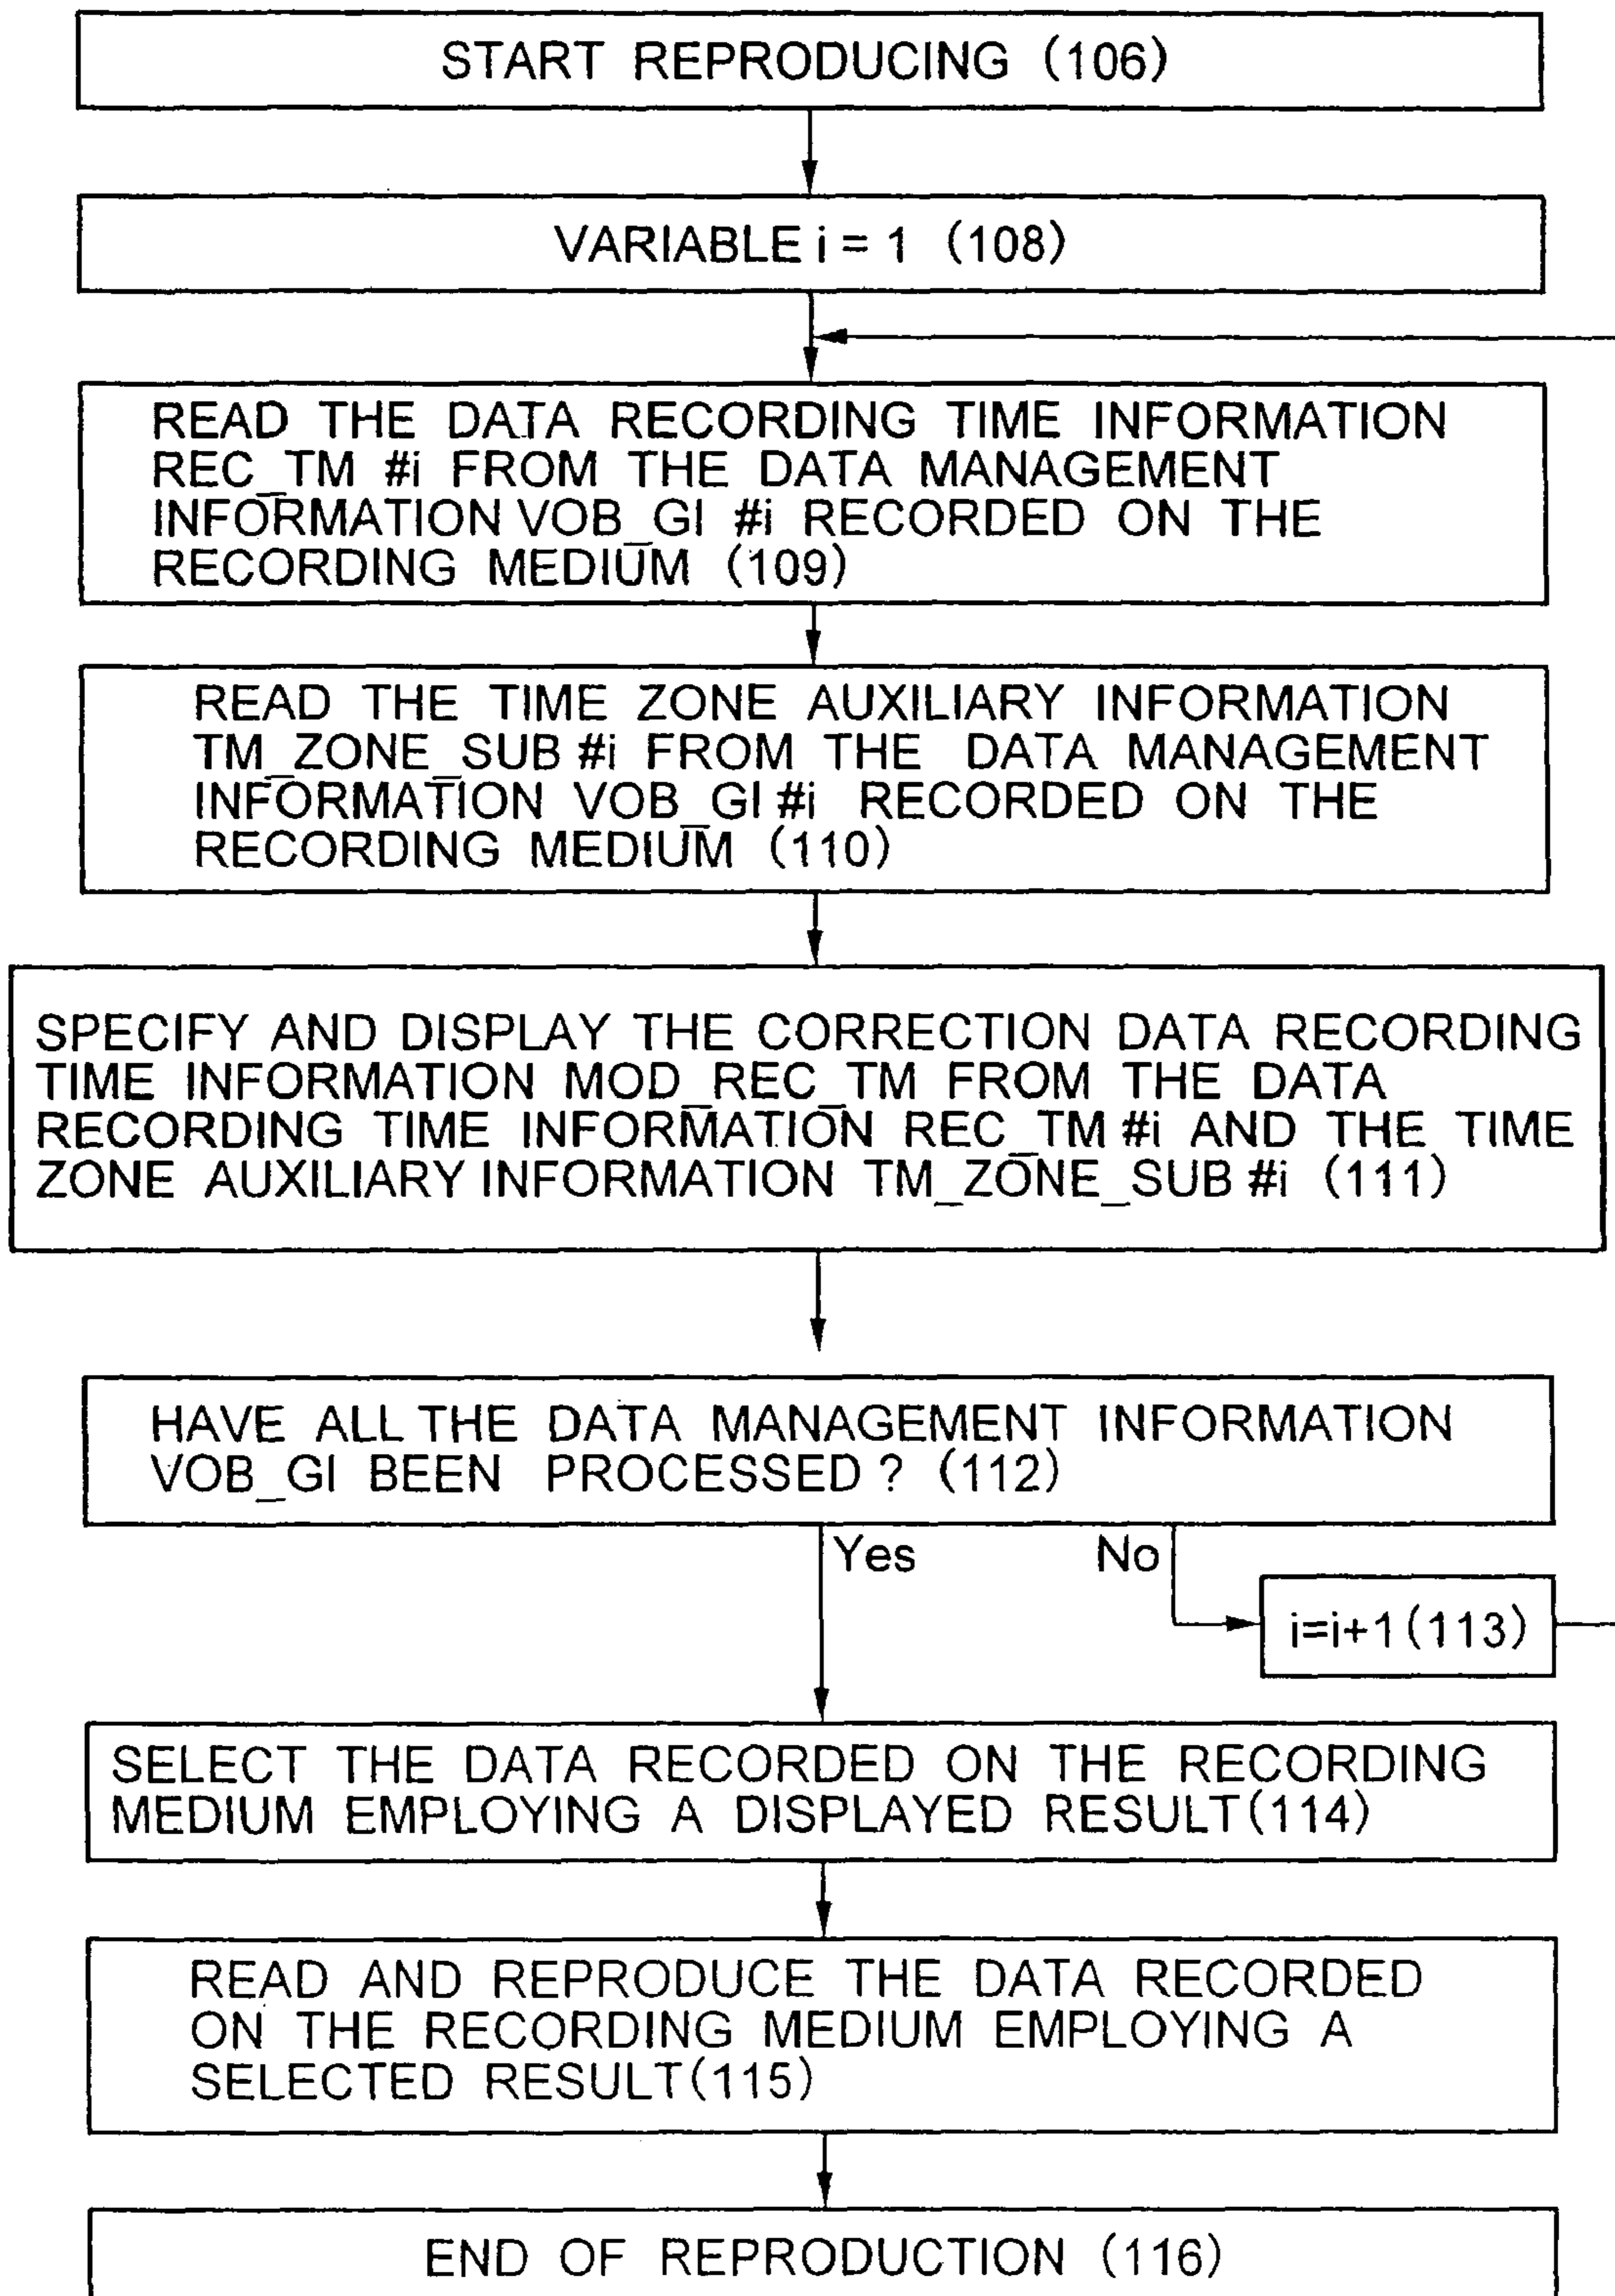 START REPRODUCING (106)
VARIABLE i = 1 (108)
READ THE DATA RECORDING TIME INFORMATION
REC_TM #i FROM THE DATA MANAGEMENT
INFORMATION VOB_GI #i RECORDED ON THE
RECORDING MEDIUM (109)
READ THE TIME ZONE AUXILIARY INFORMATION
TM_ZONE_SUB #i FROM THE DATA MANAGEMENT
INFORMATION VOB_GI #i RECORDED ON THE
RECORDING MEDIUM (110)
SPECIFY AND DISPLAY THE CORRECTION DATA RECORDING
TIME INFORMATION MOD_REC_TM FROM THE DATA
RECORDING TIME INFORMATION REC_TM #i AND THE TIME
ZONE AUXILIARY INFORMATION TM_ZONE_SUB #i (111)
HAVE ALL THE DATA MANAGEMENT INFORMATION
VOB_GI BEEN PROCESSED ? (112)
Yes No
i=i+1(113)
SELECT THE DATA RECORDED ON THE RECORDING
MEDIUM EMPLOYING A DISPLAYED RESULT(114)
READ AND REPRODUCE THE DATA RECORDED
ON THE RECORDING MEDIUM EMPLOYING A
SELECTED RESULT(115)
END OF REPRODUCTION (116)